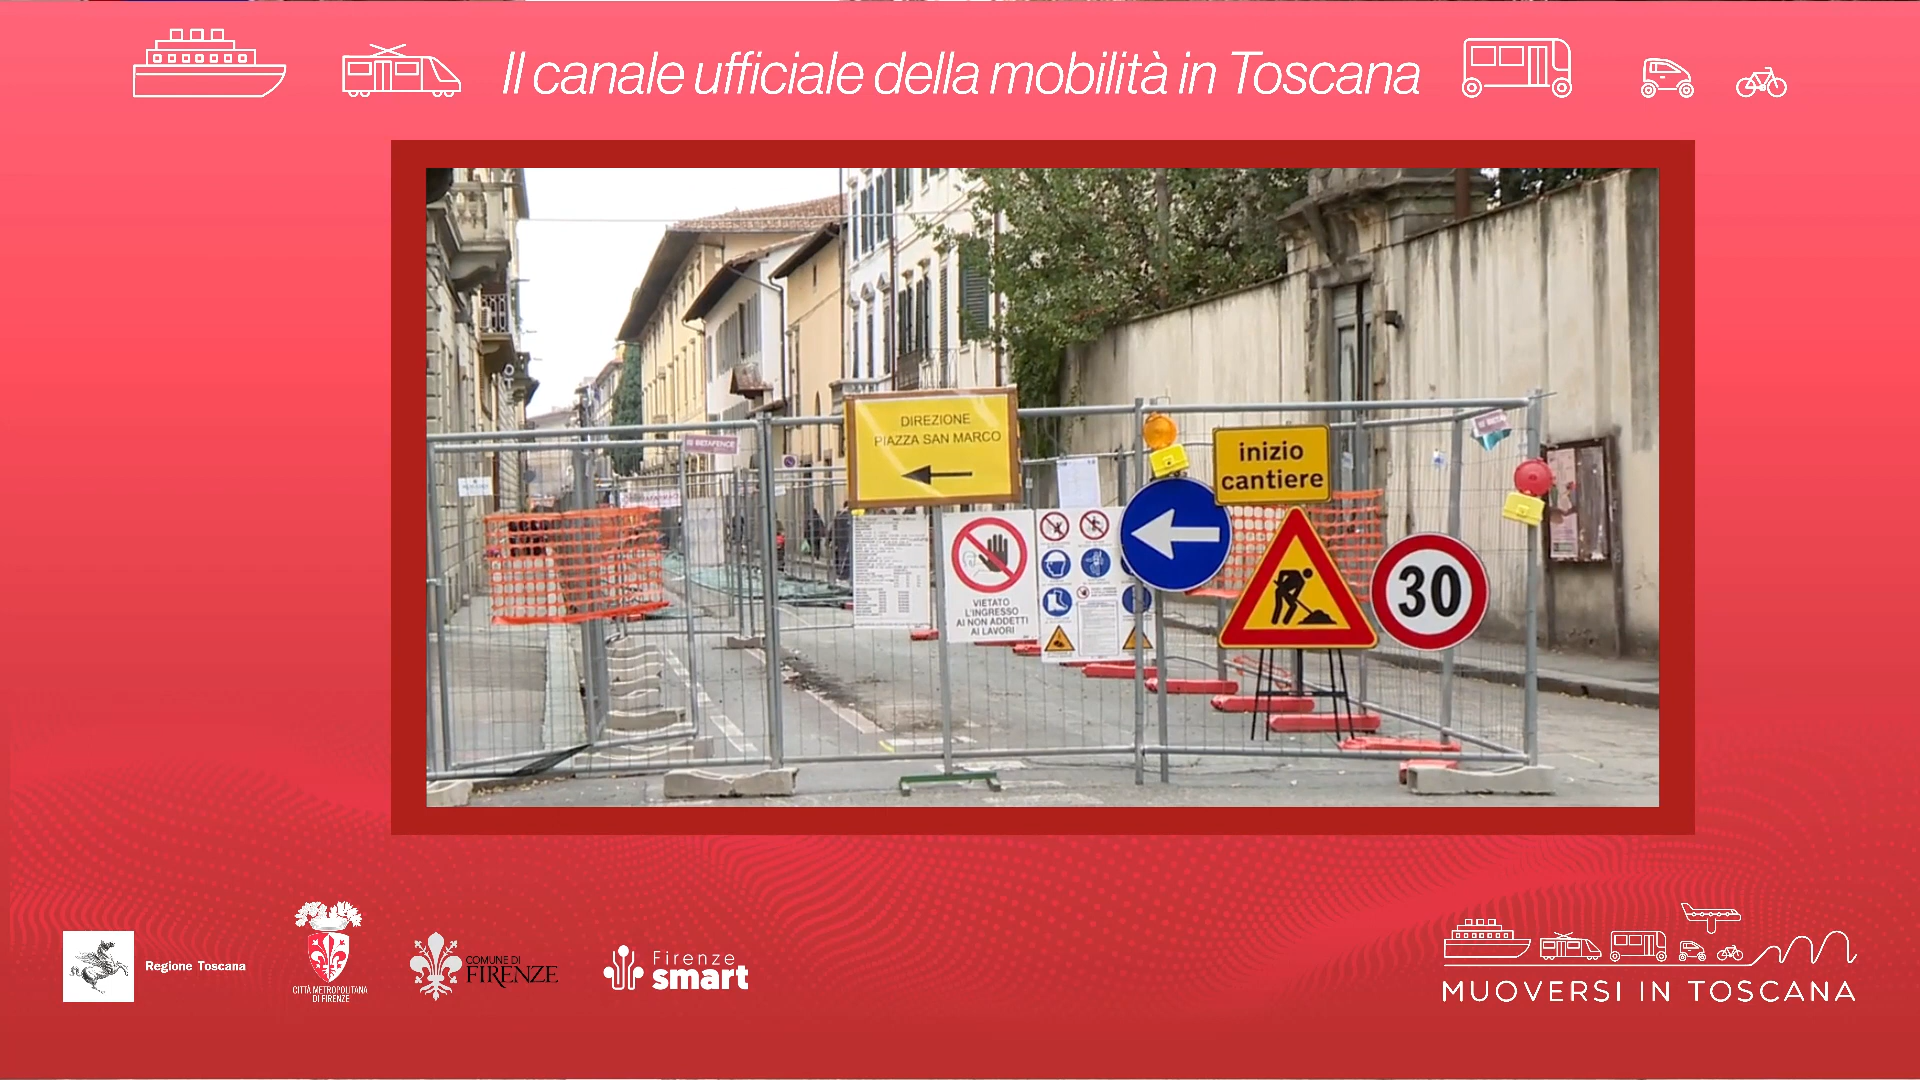 Il canale ufficiale della mobilità in Toscana
DIREZIONE
PIAZZA SAN MARCO
inizio
cantiere
BETAFENCE
VIETATO
L'INGRESSO
AI NON ADDETTI
AI LAVORI
30
Regione Toscana
CITTÀ METROPOLITANA
DI FIRENZE
COMUNE DI
FIRENZE
Firenze
smart
MUOVERSI IN TOSCANA